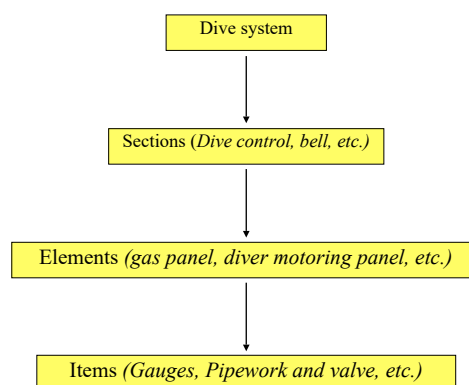 Dive system
Sections (Dive control, bell, etc.)
Elements (gas panel, diver motoring panel, etc.)
Items (Gauges, Pipework and valve, etc.)